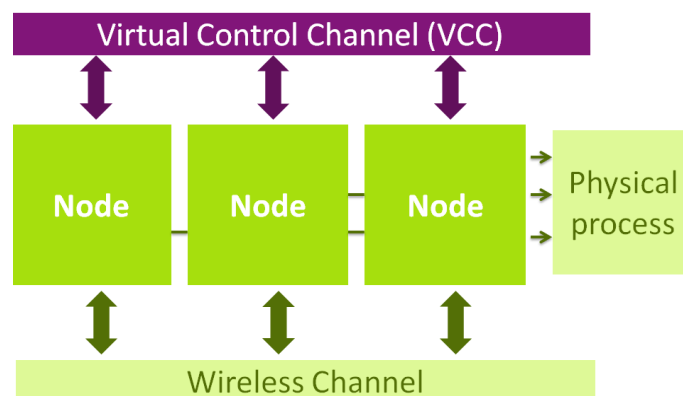 Virtual Control Channel (VCC)
Node
Node
Node
Physical
process
Wireless Channel